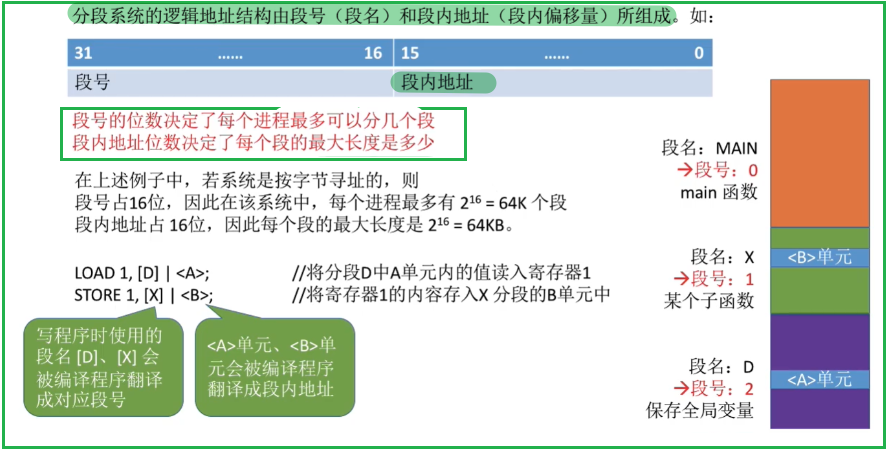 分段系统的逻辑地址结构由段号（段名）和段内地址（段内偏移量）所组成。如：
31 …… 16 15 …… 0
段号 段内地址
段号的位数决定了每个进程最多可以分几个段
段内地址位数决定了每个段的最大长度是多少
在上述例子中，若系统是按字节寻址的，则
段号占16位，因此在该系统中，每个进程最多有 2¹⁶ = 64K 个段
段内地址占 16位，因此每个段的最大长度是 2¹⁶ = 64KB。
LOAD 1, [D] | <A>; //将分段D中A单元内的值读入寄存器1
STORE 1, [X] | <B>; //将寄存器1的内容存入X 分段的B单元中
写程序时使用的
段名 [D]、[X] 会
被编译程序翻译
成对应段号
<A>单元、<B>单
元会被编译程序
翻译成段内地址
段名：MAIN
→段号：0
main 函数
段名：X
→段号：1
某个子函数
<B>单元
段名：D
→段号：2
保存全局变量
<A>单元